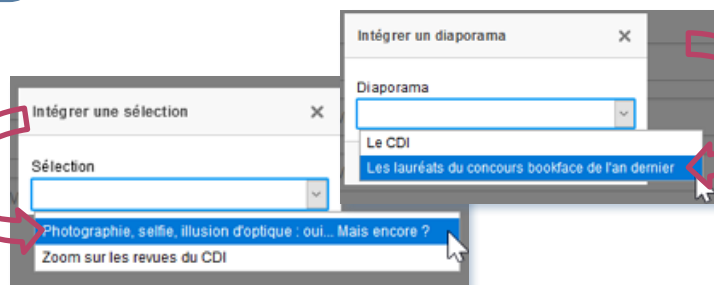 Intégrer un diaporama
Diaporama
Le CDI
Les lauréats du concours bookface de l'an dernier
Intégrer une sélection
Sélection
Photographie, selfie, illusion d'optique : oui... Mais encore ?
Zoom sur les revues du CDI